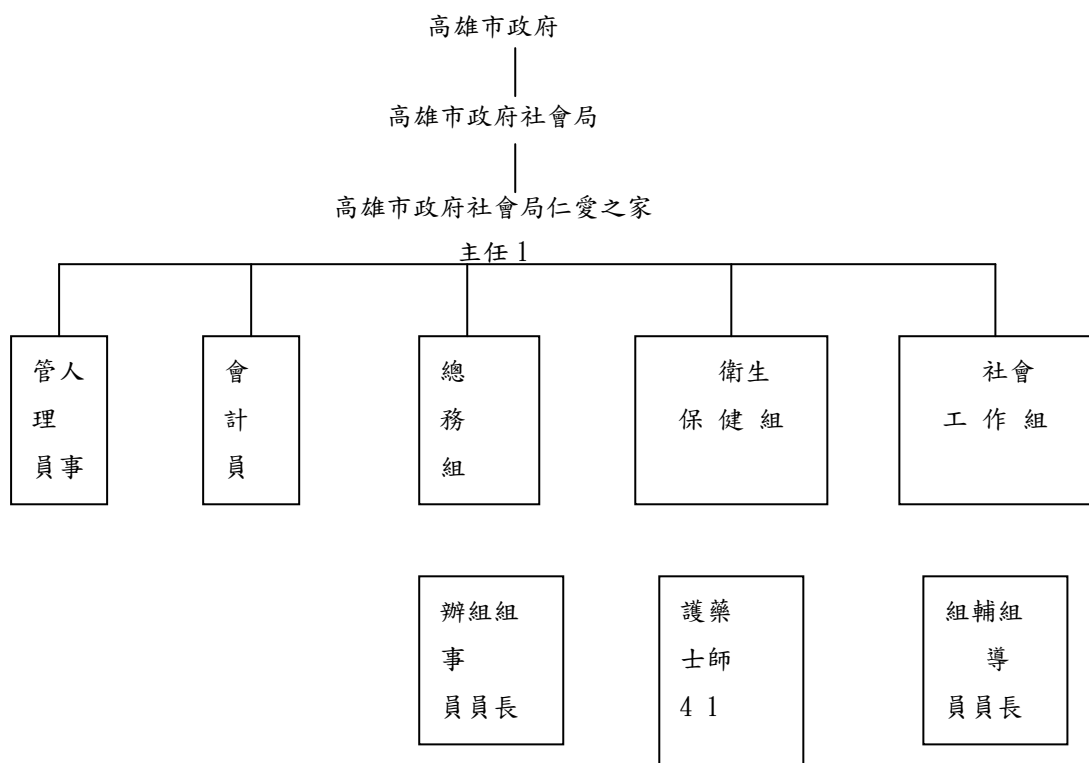 高雄市政府
高雄市政府社會局
高雄市政府社會局仁愛之家
主任1
人事
管理員
會計員
總務組
衛生
保健組
社會
工作組
組長
組員
辦事員
藥師1
護士4
組長
輔導員
組員